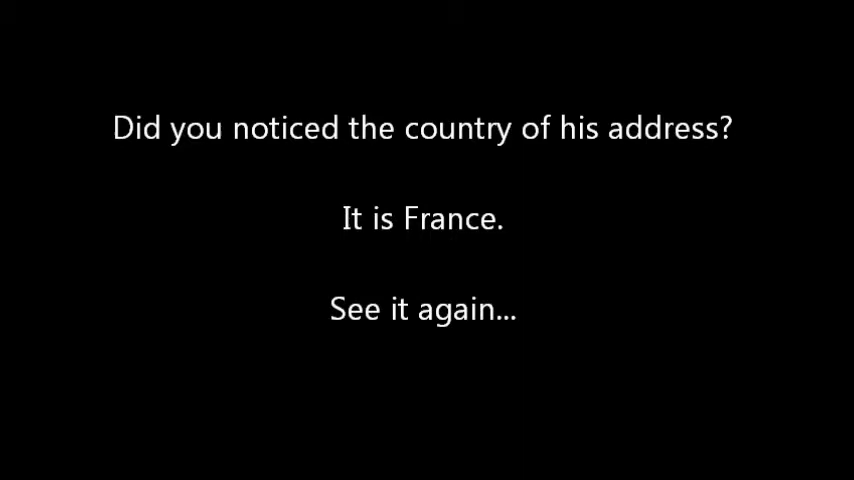 Did you noticed the country of his address?
It is France.
See it again...